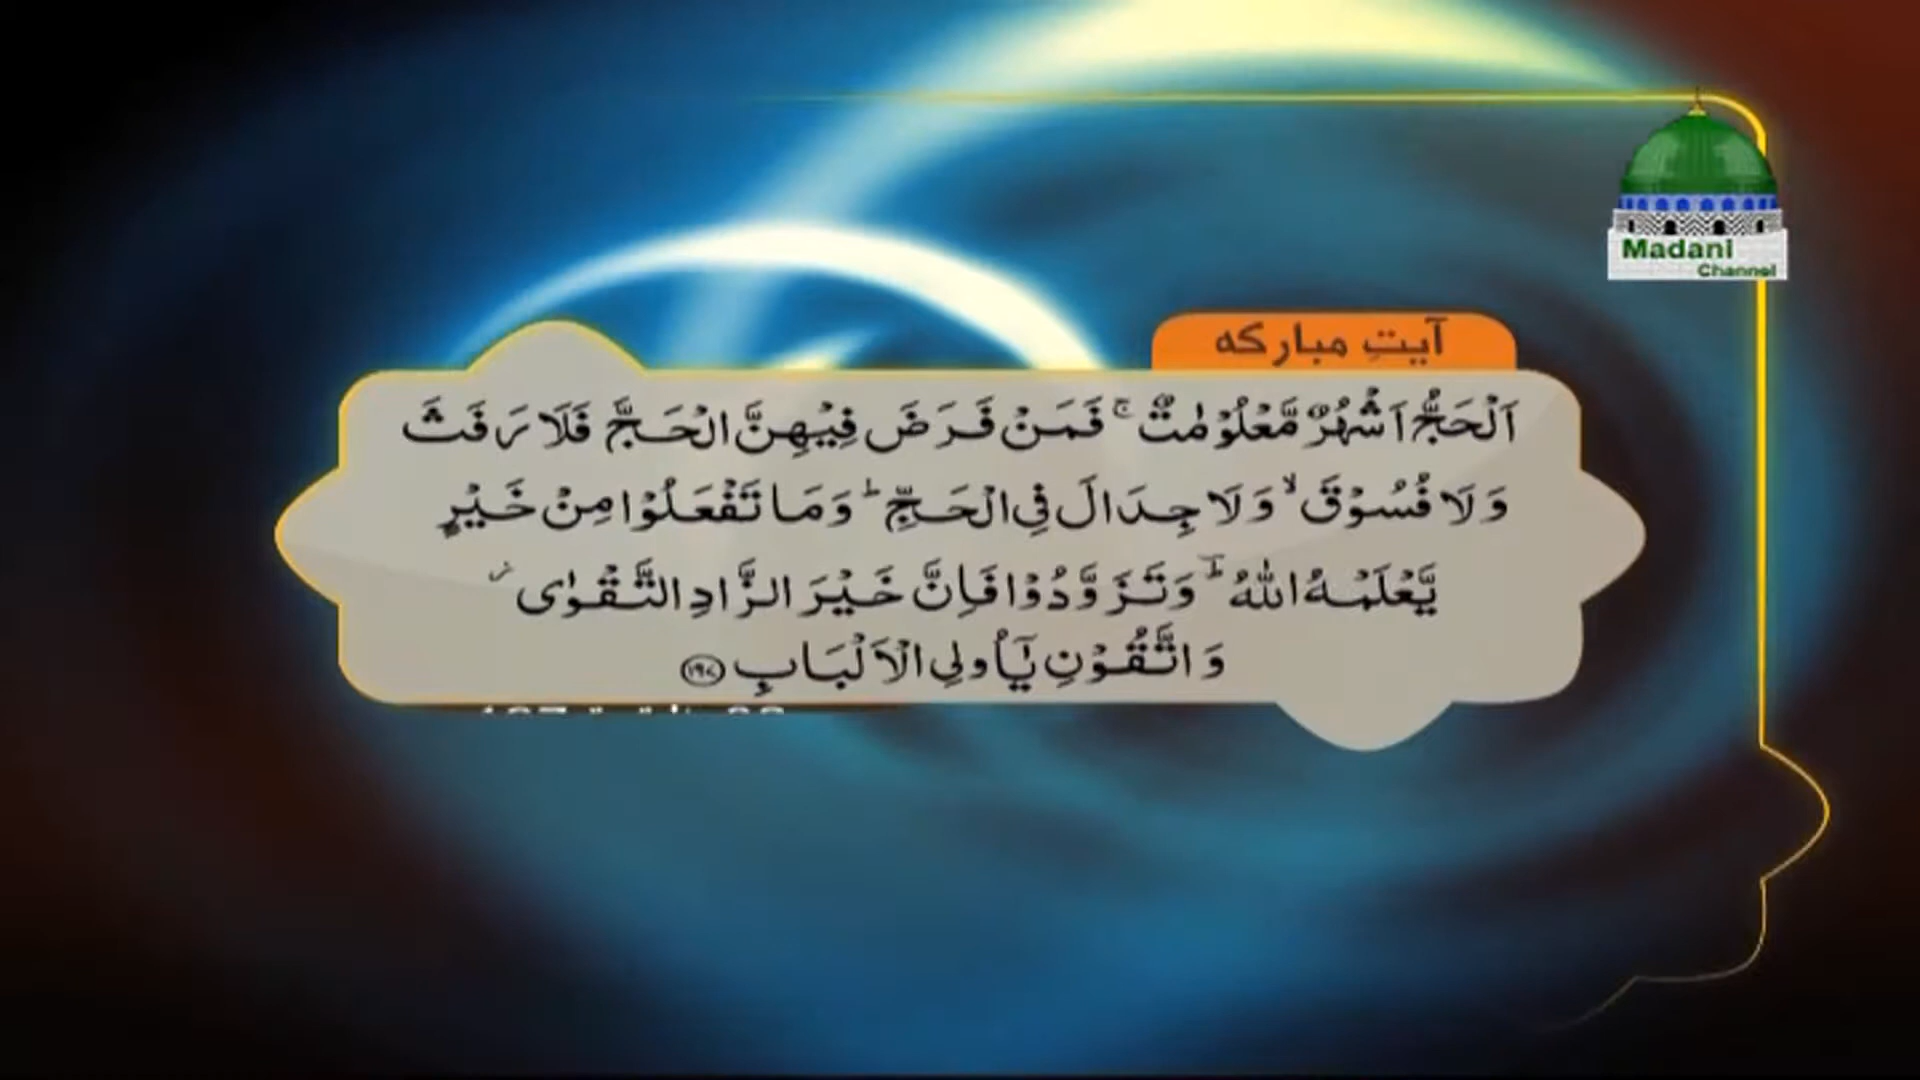 Madani
Channel
آیتِ مبارکہ
اَلْحَجُّ اَشْهُرٌ مَّعْلُوْمٰتٌ ۚ فَمَنْ فَرَضَ فِیْهِنَّ الْحَجَّ فَلَا رَفَثَ
وَ لَا فُسُوْقَ ۙ وَ لَا جِدَالَ فِی الْحَجِّ ؕ وَ مَا تَفْعَلُوْا مِنْ خَیْرٍ
یَّعْلَمْهُ اللّٰهُ ؔؕ وَ تَزَوَّدُوْا فَاِنَّ خَیْرَ الزَّادِ التَّقْوٰی ؗ
وَ اتَّقُوْنِ یٰۤاُولِی الْاَلْبَابِ ﴿۱۹۷﴾